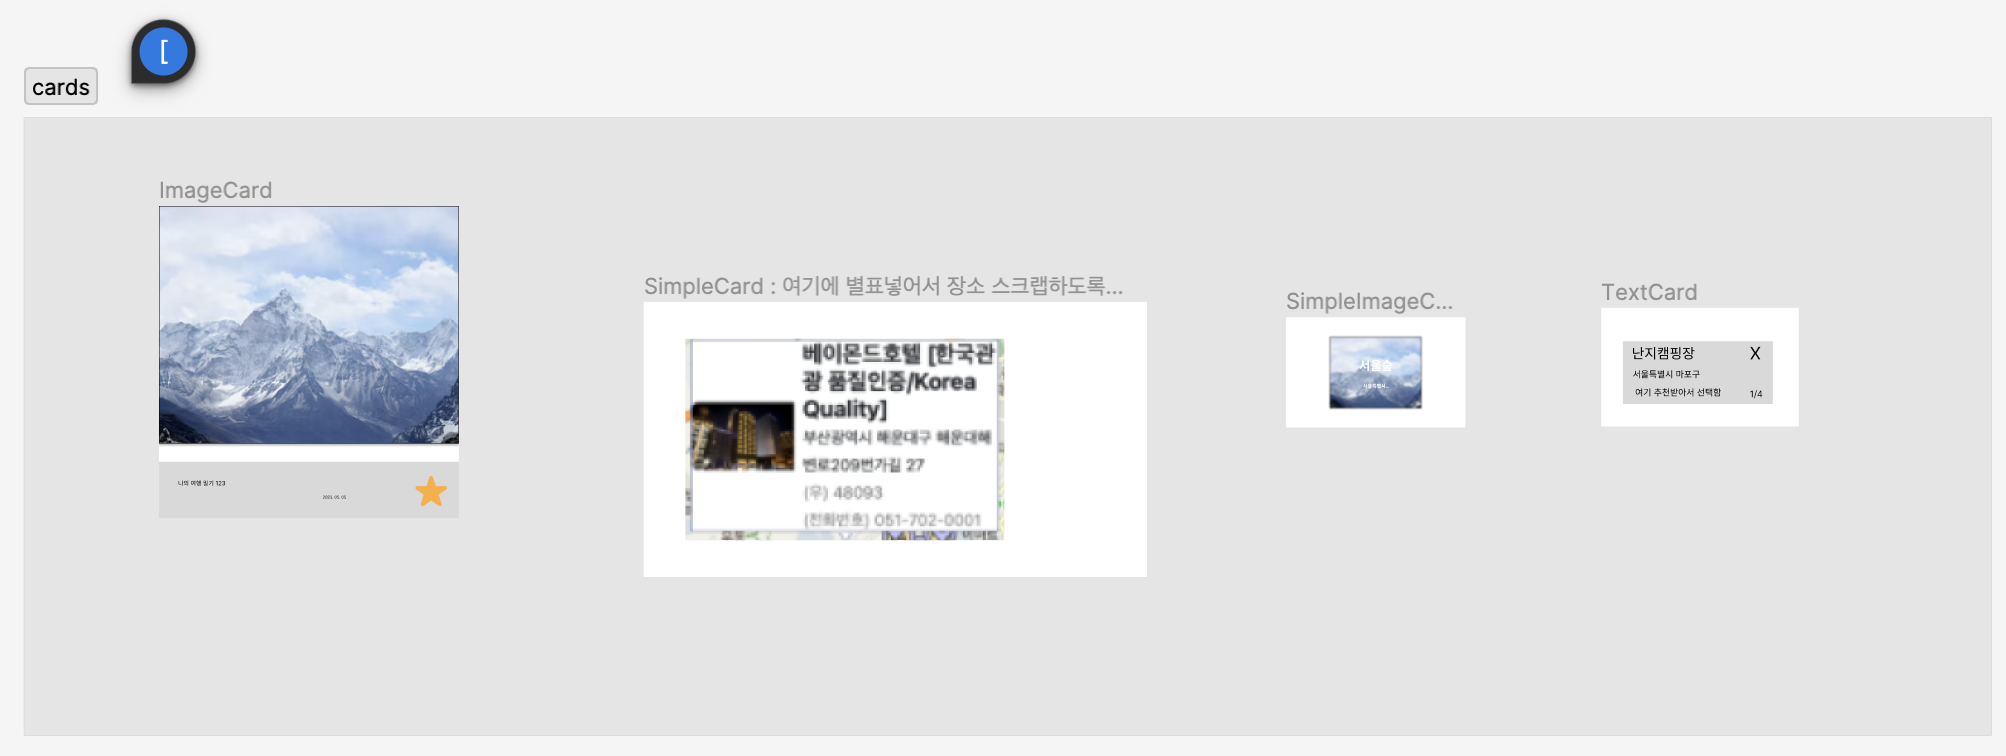 [
cards
ImageCard
나의 여행 일기 123
2023. 05. 05
SimpleCard : 여기에 별표넣어서 장소 스크랩하도록...
베이몬드호텔 [한국관
광 품질인증/Korea
Quality]
부산광역시 해운대구 해운대해
변로209번가길 27
(우) 48093
(전화번호) 051-702-0001
SimpleImageC...
서울숲
서울특별시...
TextCard
난지캠핑장
X
서울특별시 마포구
여기 추천받아서 선택함
1/4